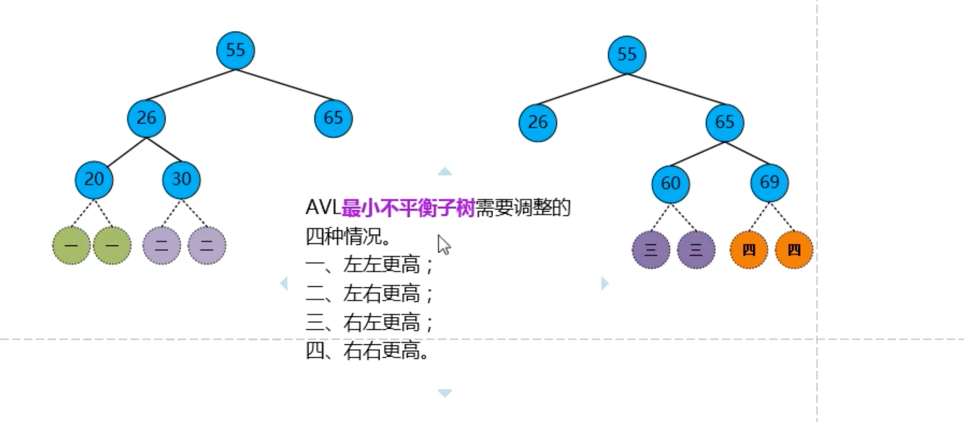 55
26
65
20
30
一
一
二
二
AVL最小不平衡子树需要调整的
四种情况。
一、左左更高；
二、左右更高；
三、右左更高；
四、右右更高。
55
26
65
60
69
三
三
四
四